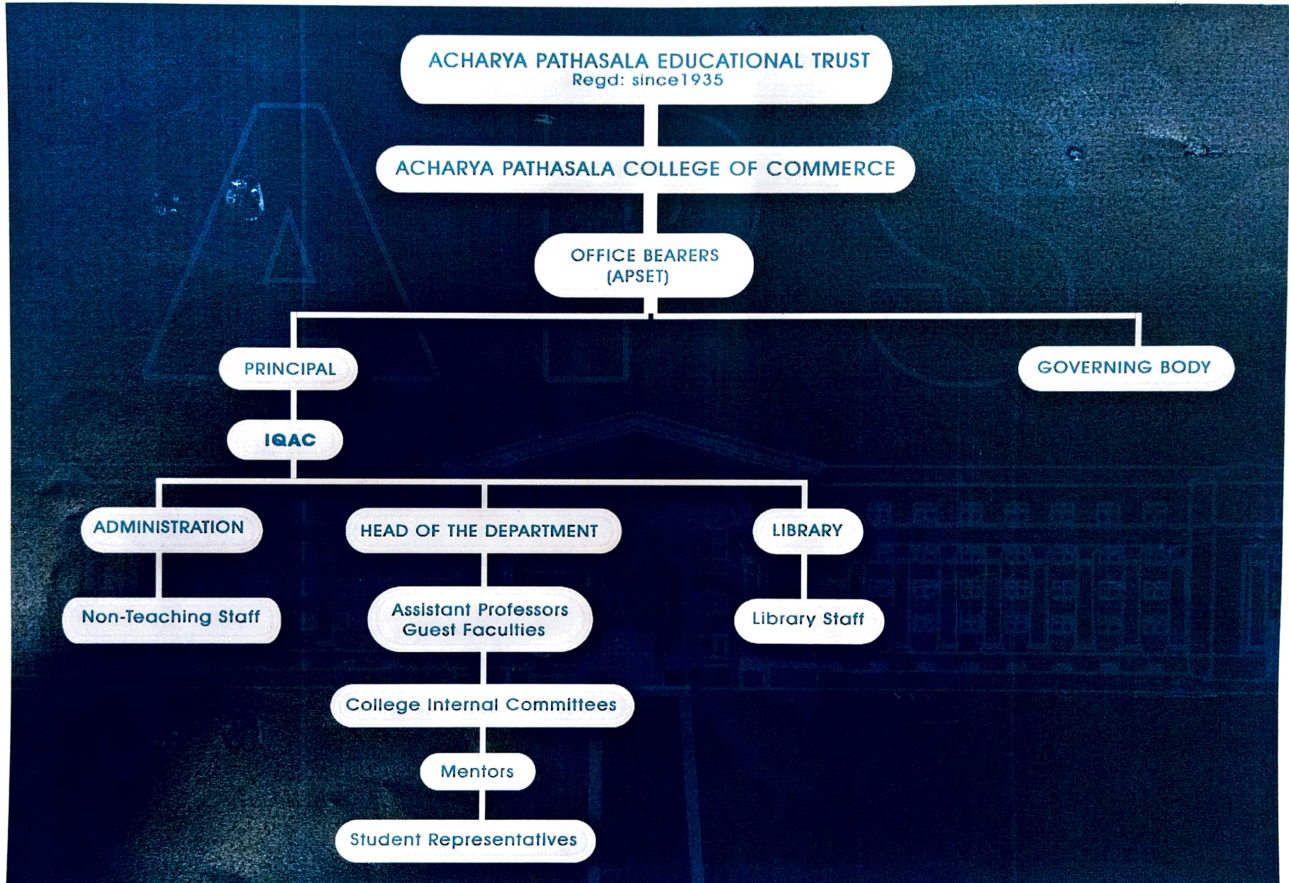 ACHARYA PATHASALA EDUCATIONAL TRUST
Regd: since1935
ACHARYA PATHASALA COLLEGE OF COMMERCE
OFFICE BEARERS
(APSET)
PRINCIPAL
GOVERNING BODY
IQAC
ADMINISTRATION
HEAD OF THE DEPARTMENT
LIBRARY
Non-Teaching Staff
Assistant Professors
Guest Faculties
Library Staff
College Internal Committees
Mentors
Student Representatives
APS